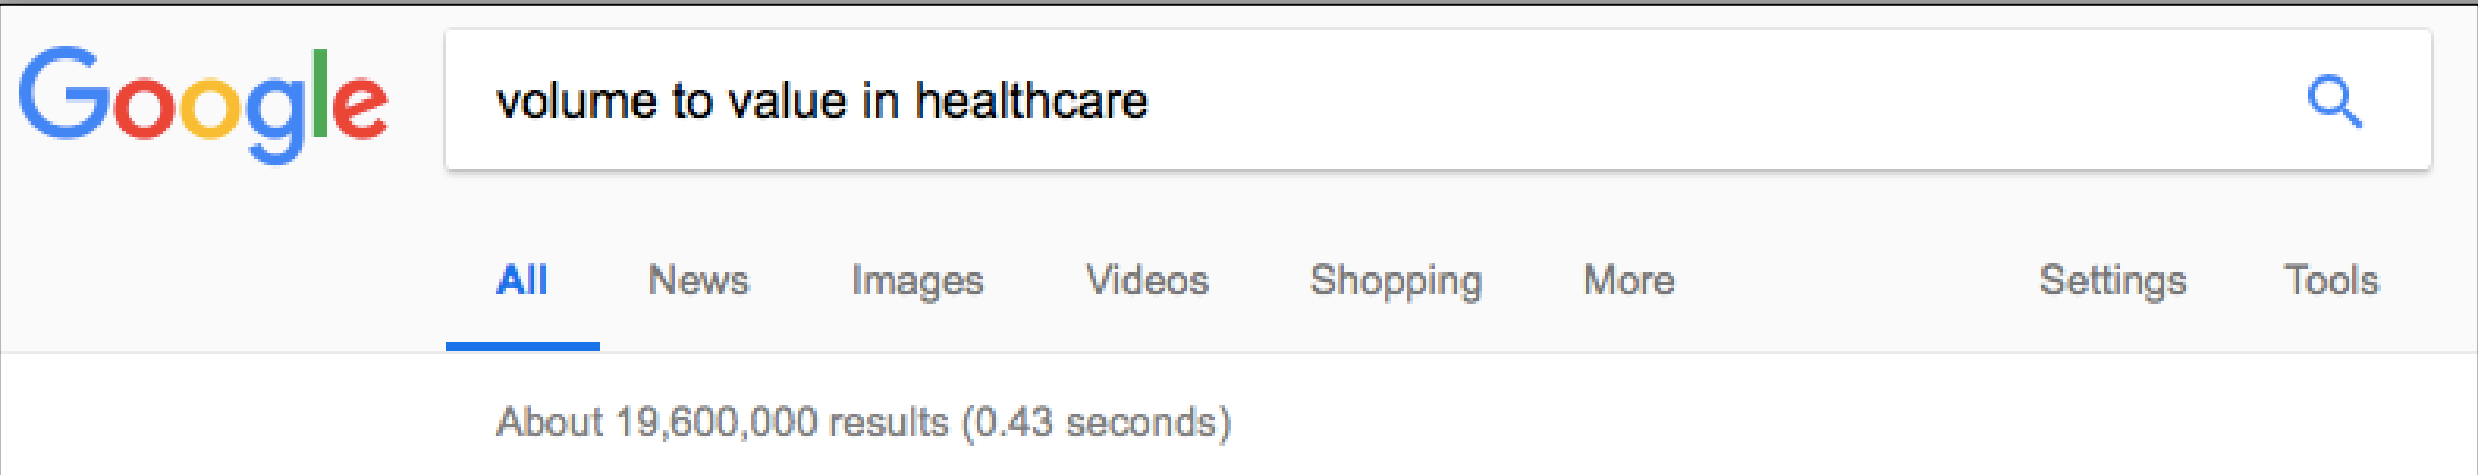 Google
volume to value in healthcare
All News Images Videos Shopping More Settings Tools
About 19,600,000 results (0.43 seconds)